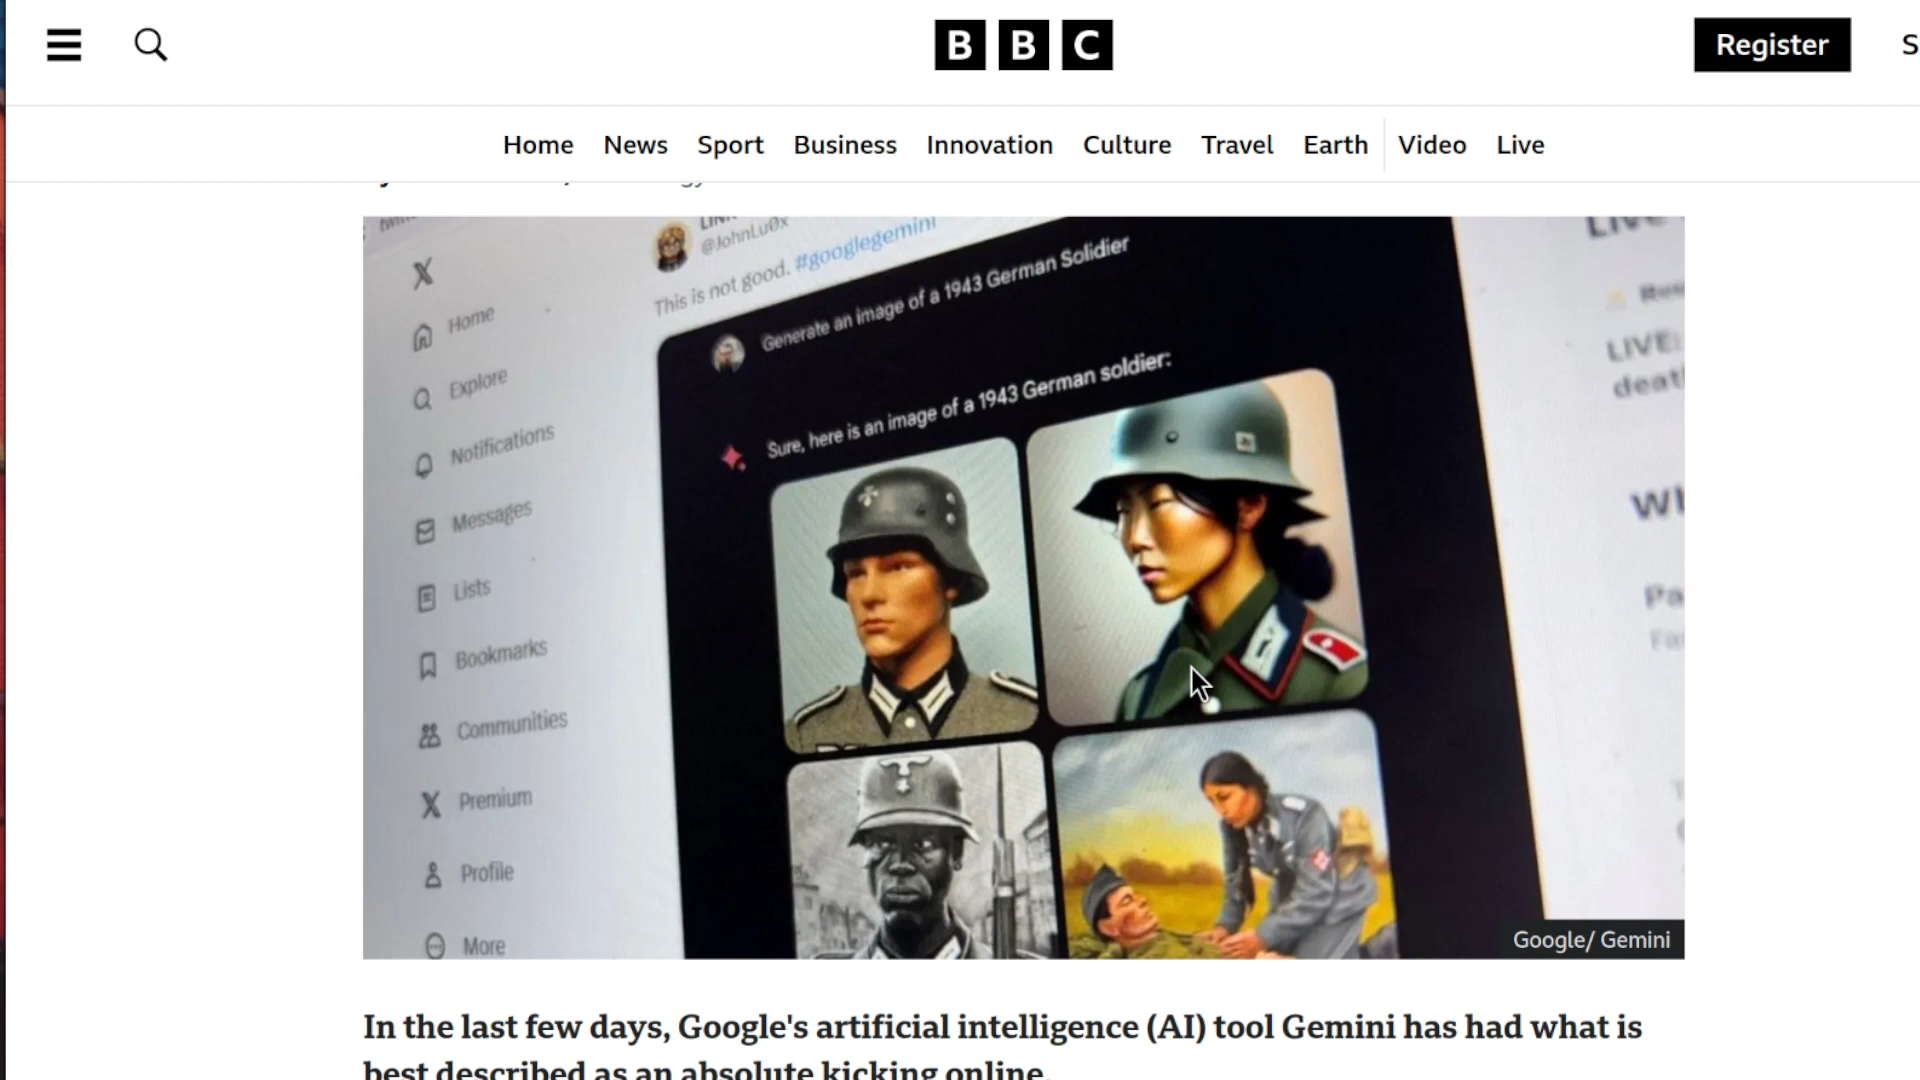 BBC
Register
S
Home News Sport Business Innovation Culture Travel Earth Video Live
@JohnLu0x
This is not good. #googlegemini
Generate an image of a 1943 German Solidier
Sure, here is an image of a 1943 German soldier:
X
Home
Explore
Notifications
Messages
Lists
Bookmarks
Communities
Premium
Profile
More
LIVE:
Google/ Gemini
In the last few days, Google's artificial intelligence (AI) tool Gemini has had what is
best described as an absolute kicking online.